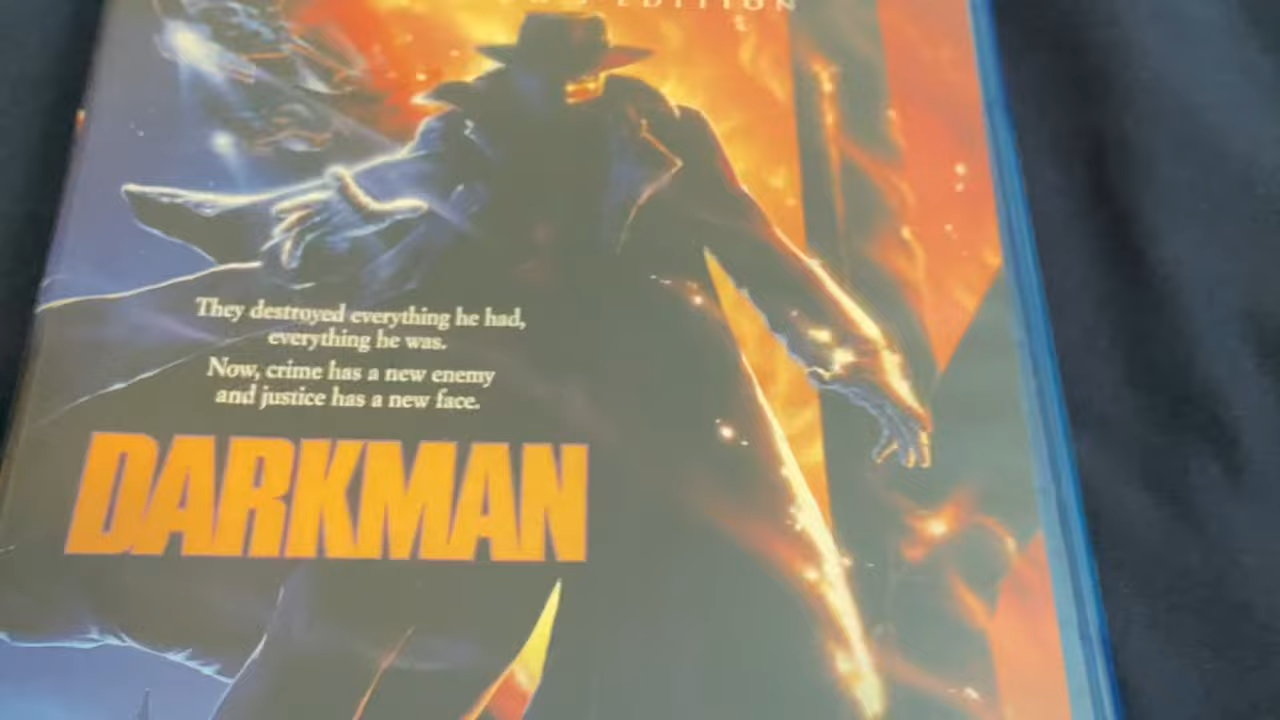 EDITION
They destroyed everything he had,
everything he was.
Now, crime has a new enemy
and justice has a new face.
DARKMAN